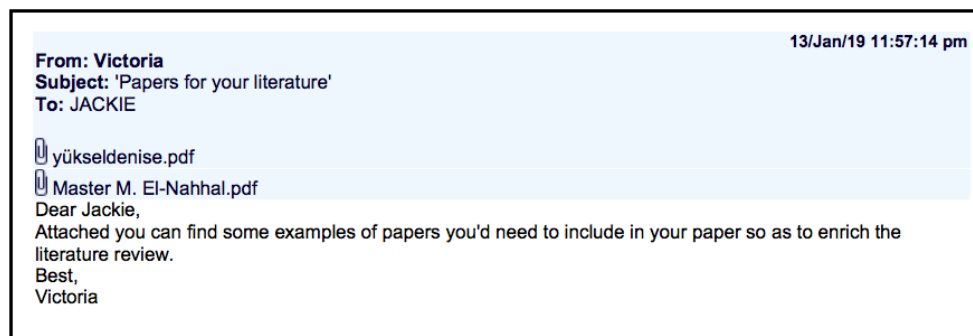 13/Jan/19 11:57:14 pm
From: Victoria
Subject: 'Papers for your literature'
To: JACKIE
yükseldenise.pdf
Master M. El-Nahhal.pdf
Dear Jackie,
Attached you can find some examples of papers you'd need to include in your paper so as to enrich the
literature review.
Best,
Victoria